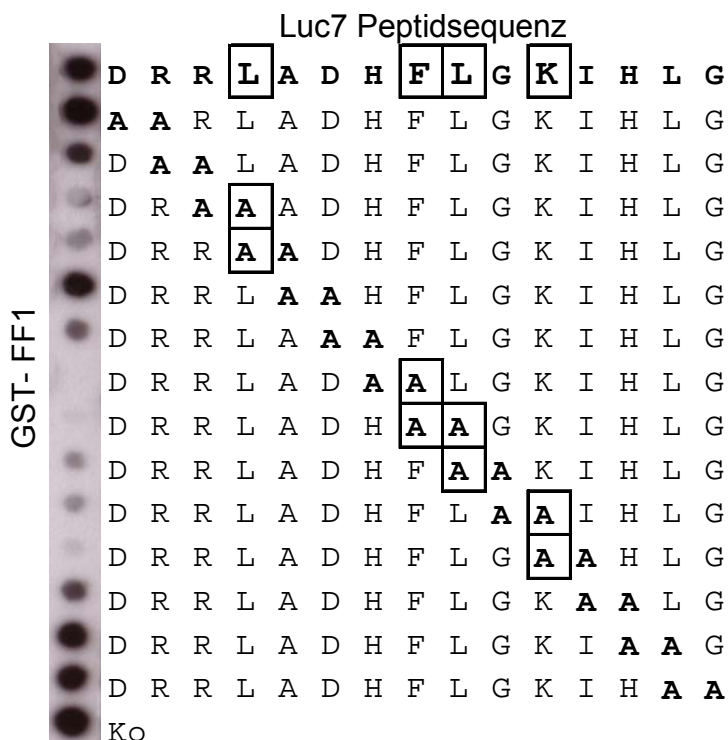 Luc7 Peptidsequenz
GST- FF1
D R R L A D H F L G K I H L G
A A R L A D H F L G K I H L G
D A A L A D H F L G K I H L G
D R A A A D H F L G K I H L G
D R R A A D H F L G K I H L G
D R R L A A H F L G K I H L G
D R R L A A A F L G K I H L G
D R R L A D A A L G K I H L G
D R R L A D H A A G K I H L G
D R R L A D H F A A K I H L G
D R R L A D H F L A A I H L G
D R R L A D H F L G A A H L G
D R R L A D H F L G K A A L G
D R R L A D H F L G K I A A G
D R R L A D H F L G K I H A A
Ko